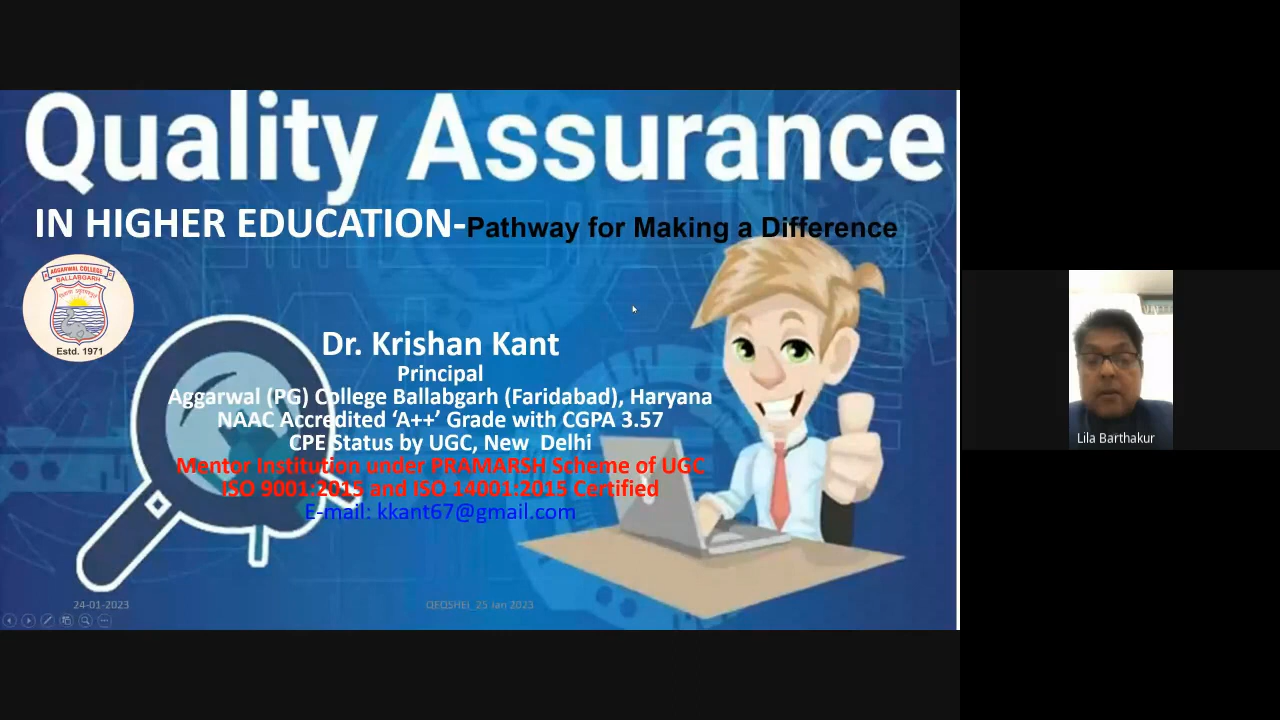 Quality Assurance
IN HIGHER EDUCATION-Pathway for Making a Difference
AGGARWAL COLLEGE
BALLABGARH
Estd. 1971
Dr. Krishan Kant
Principal
Aggarwal (PG) College Ballabgarh (Faridabad), Haryana
NAAC Accredited ‘A++’ Grade with CGPA 3.57
CPE Status by UGC, New Delhi
Mentor Institution under PRAMARSH Scheme of UGC
ISO 9001:2015 and ISO 14001:2015 Certified
E-mail: kkant67@gmail.com
24-01-2023
QEOSHEI_25 Jan 2023
Lila Barthakur